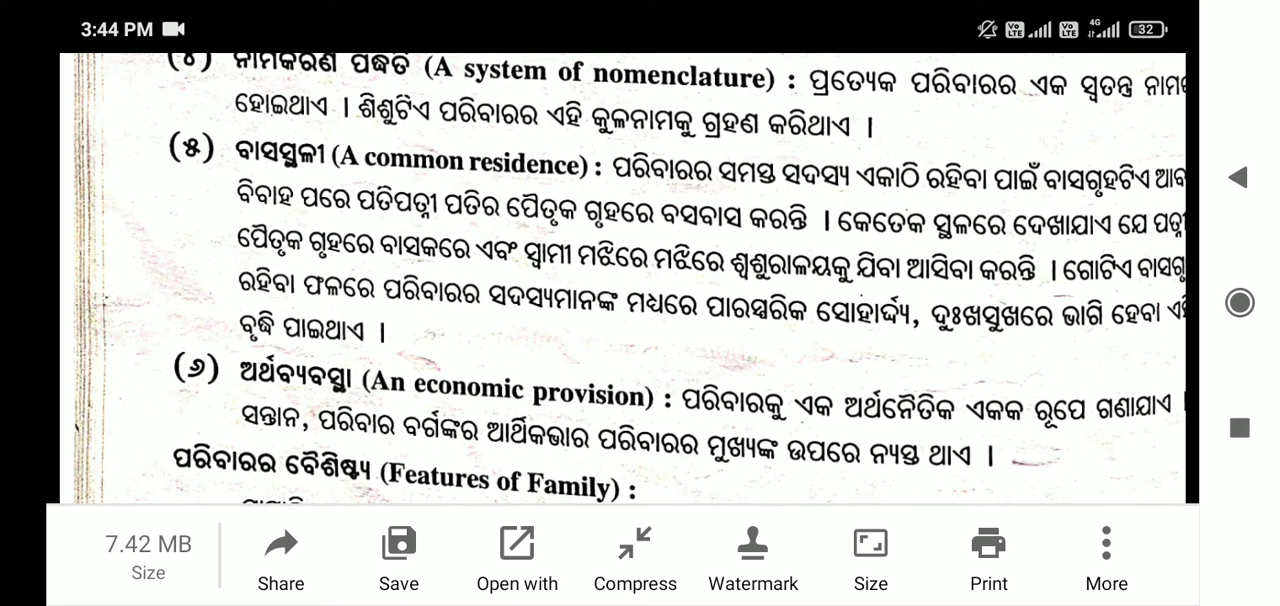 3:44 PM
32
(୪) ନାମକରଣ ପଦ୍ଧତି (A system of nomenclature) : ପ୍ରତ୍ୟେକ ପରିବାରର ଏକ ସ୍ୱତନ୍ତ୍ର
ହୋଇଥାଏ । ଶିଶୁଟିଏ ପରିବାରର ଏହି କୁଳନାମକୁ ଗ୍ରହଣ କରିଥାଏ ।
(୫) ବାସସ୍ଥଳୀ (A common residence) : ପରିବାରର ସମସ୍ତ ସଦସ୍ୟ ଏକାଠି ରହିବା ପାଇଁ ବାସଗୃହଟିଏ
ବିବାହ ପରେ ପତିପତ୍ନୀ ପତିର ପୈତୃକ ଗୃହରେ ବସବାସ କରନ୍ତି । କେତେକ ସ୍ଥଳରେ ଦେଖାଯାଏ ଯେ ପତ୍ନୀ
ପୈତୃକ ଗୃହରେ ବାସକରେ ଏବଂ ସ୍ୱାମୀ ମଝିରେ ମଝିରେ ଶ୍ୱଶୁରାଳୟକୁ ଯିବା ଆସିବା କରନ୍ତି । ଗୋଟିଏ
ରହିବା ଫଳରେ ପରିବାରର ସଦସ୍ୟମାନଙ୍କ ମଧ୍ୟରେ ପାରସ୍ପରିକ ସୋହାର୍ଦ୍ଦ୍ୟ, ଦୁଃଖସୁଖରେ ଭାଗି ହେବା
ବୃଦ୍ଧି ପାଇଥାଏ ।
(୬) ଅର୍ଥବ୍ୟବସ୍ଥା (An economic provision) : ପରିବାରକୁ ଏକ ଅର୍ଥନୈତିକ ଏକକ ରୂପେ ଗଣାଯାଏ ।
ସନ୍ତାନ, ପରିବାର ବର୍ଗଙ୍କର ଆର୍ଥିକଭାର ପରିବାରର ମୁଖ୍ୟଙ୍କ ଉପରେ ନ୍ୟସ୍ତ ଥାଏ ।
ପରିବାରର ବୈଶିଷ୍ଟ୍ୟ (Features of Family) :
7.42 MB
Size
Share
Save
Open with
Compress
Watermark
Size
Print
More